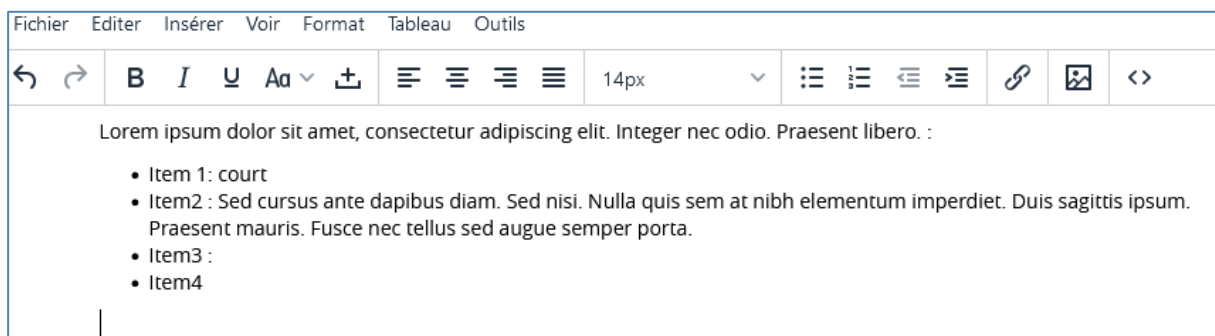 Fichier Editer Insérer Voir Format Tableau Outils
B I U Aa 14px
Lorem ipsum dolor sit amet, consectetur adipiscing elit. Integer nec odio. Praesent libero. :
• Item 1: court
• Item2 : Sed cursus ante dapibus diam. Sed nisi. Nulla quis sem at nibh elementum imperdiet. Duis sagittis ipsum.
Praesent mauris. Fusce nec tellus sed augue semper porta.
• Item3 :
• Item4